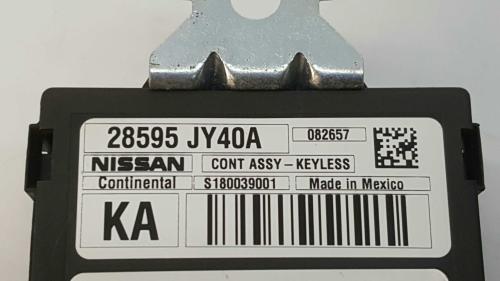 28595 JY40A 082657
NISSAN CONT ASSY-KEYLESS
Continental S180039001 Made in Mexico
KA